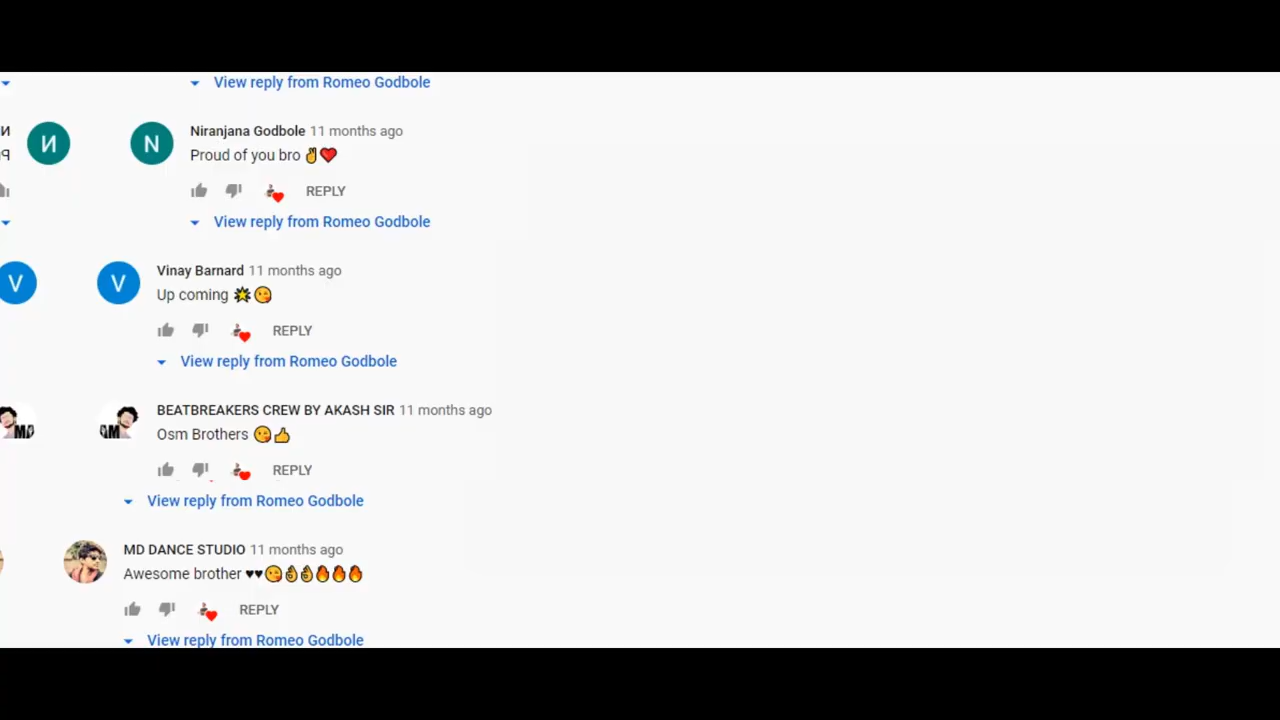 View reply from Romeo Godbole
N Niranjana Godbole 11 months ago
Proud of you bro ✌❤
REPLY
View reply from Romeo Godbole
V V Vinay Barnard 11 months ago
Up coming 🌟😘
REPLY
View reply from Romeo Godbole
BEATBREAKERS CREW BY AKASH SIR 11 months ago
Osm Brothers 😘👍
REPLY
View reply from Romeo Godbole
MD DANCE STUDIO 11 months ago
Awesome brother ♥♥😘👌👌🔥🔥🔥
REPLY
View reply from Romeo Godbole